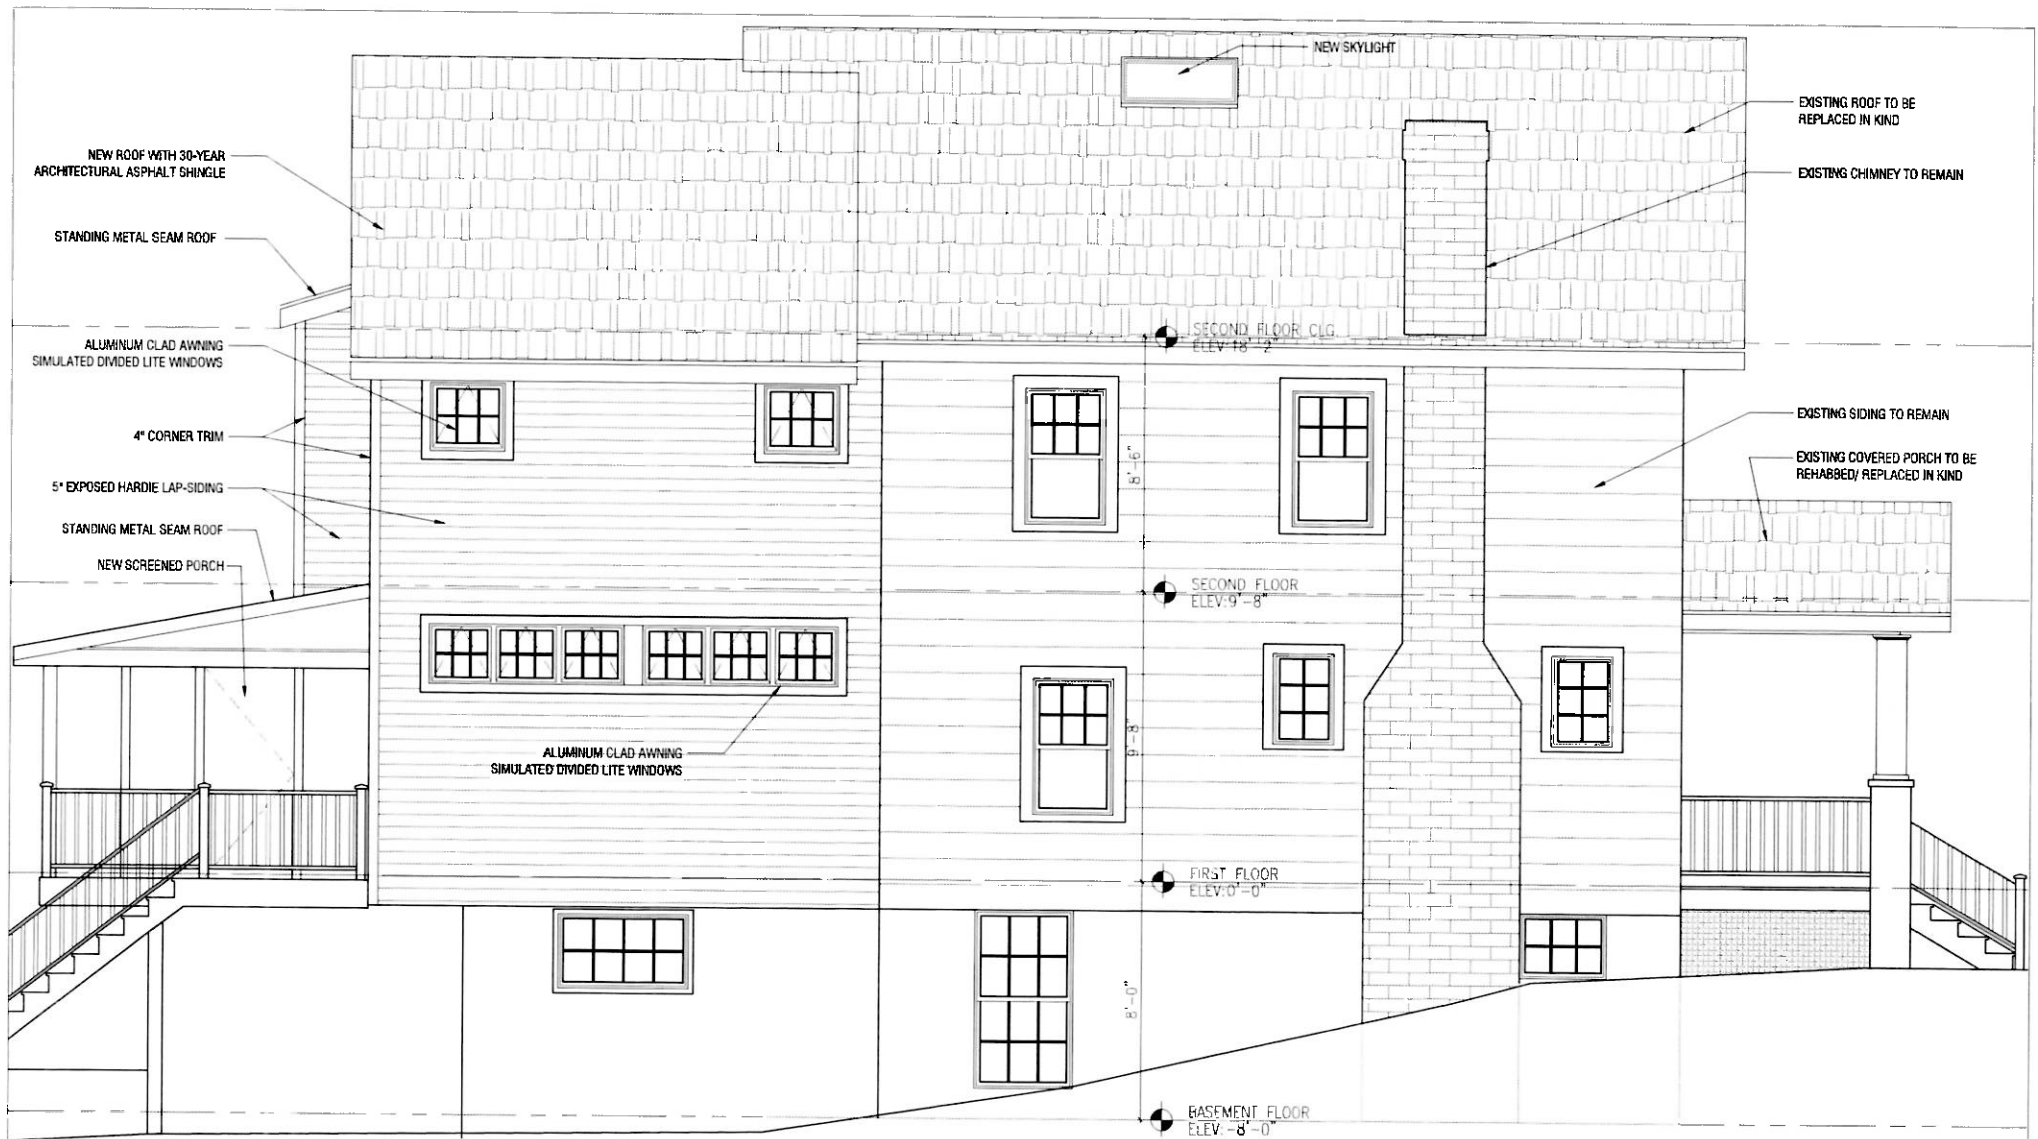 NEW SKYLIGHT
EXISTING ROOF TO BE
REPLACED IN KIND
NEW ROOF WITH 30-YEAR
ARCHITECTURAL ASPHALT SHINGLE
EXISTING CHIMNEY TO REMAIN
STANDING METAL SEAM ROOF
SECOND FLOOR CLG
ELEV:18'-2"
ALUMINUM CLAD AWNING
SIMULATED DIVIDED LITE WINDOWS
EXISTING SIDING TO REMAIN
4" CORNER TRIM
8'-6"
EXISTING COVERED PORCH TO BE
REHABBED/ REPLACED IN KIND
5" EXPOSED HARDIE LAP-SIDING
STANDING METAL SEAM ROOF
NEW SCREENED PORCH
SECOND FLOOR
ELEV:9'-8"
9'-8"
ALUMINUM CLAD AWNING
SIMULATED DIVIDED LITE WINDOWS
FIRST FLOOR
ELEV:0'-0"
8'-0"
BASEMENT FLOOR
ELEV:-8'-0"